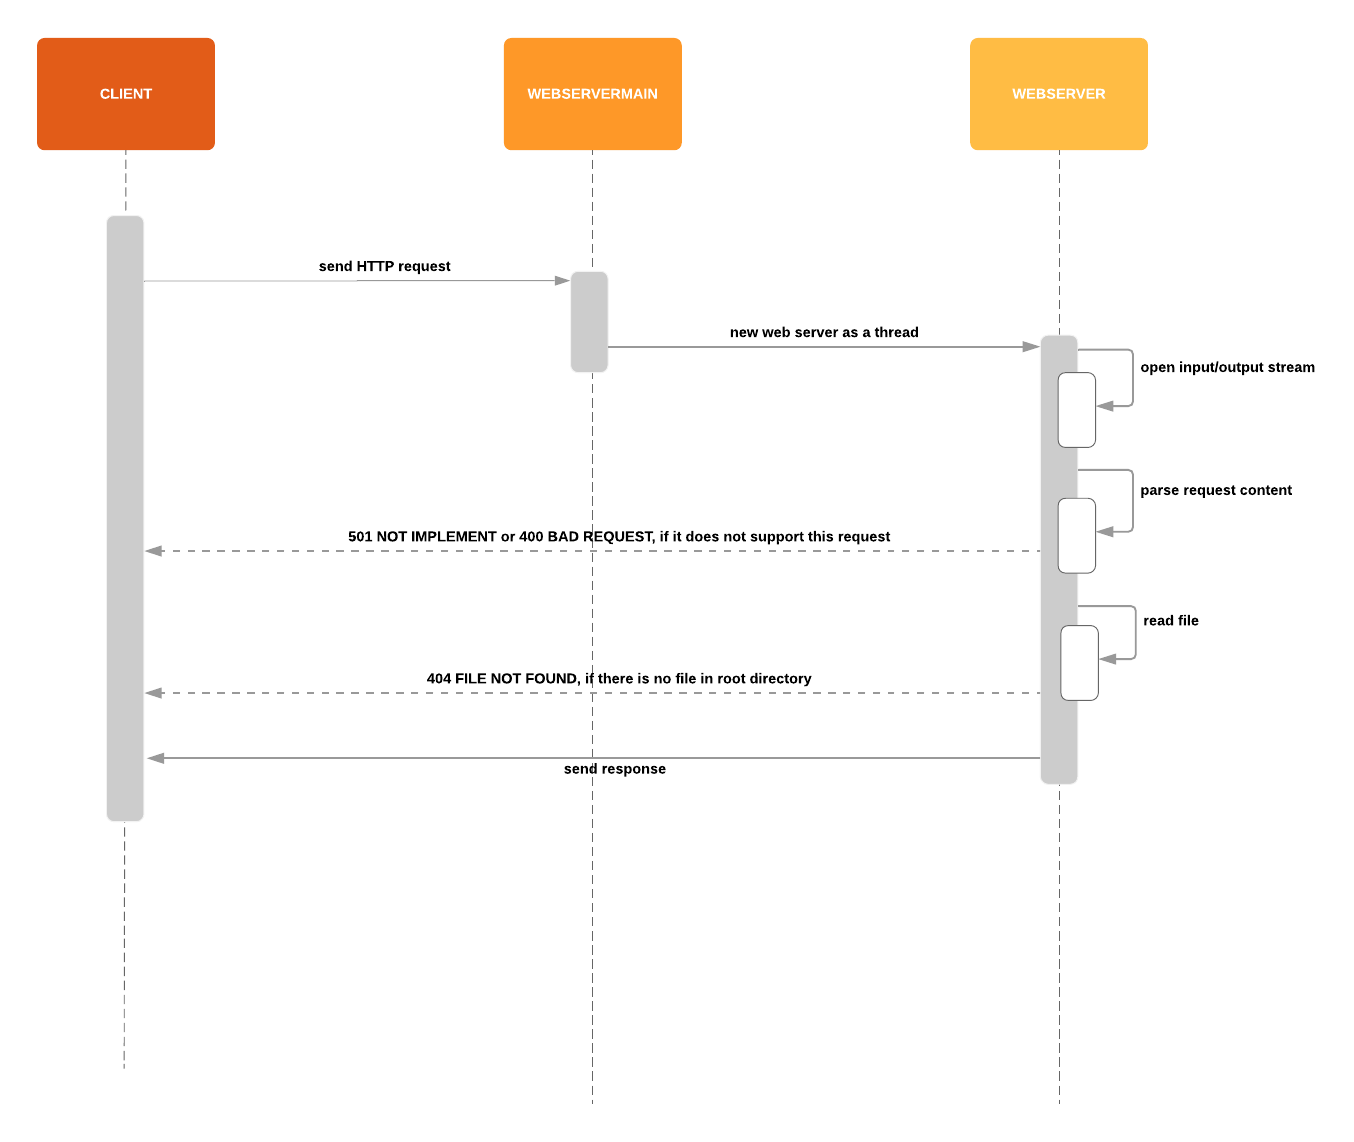 CLIENT
WEBSERVERMAIN
WEBSERVER
send HTTP request
new web server as a thread
open input/output stream
parse request content
501 NOT IMPLEMENT or 400 BAD REQUEST, if it does not support this request
read file
404 FILE NOT FOUND, if there is no file in root directory
send response